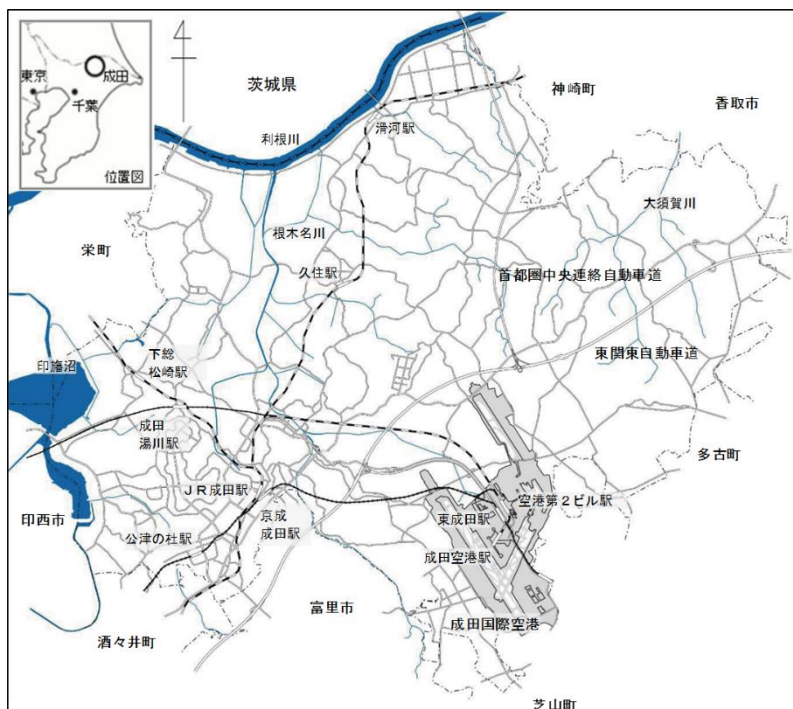 東京
成田
千葉
位置図
茨城県
神崎町
香取市
滑河駅
利根川
大須賀川
根木名川
栄町
久住駅
首都圏中央連絡自動車道
東関東自動車道
下総
松崎駅
印旛沼
成田
湯川駅
多古町
JR成田駅
空港第2ビル駅
京成
成田駅
東成田駅
印西市
公津の杜駅
成田空港駅
富里市
成田国際空港
酒々井町
芝山町